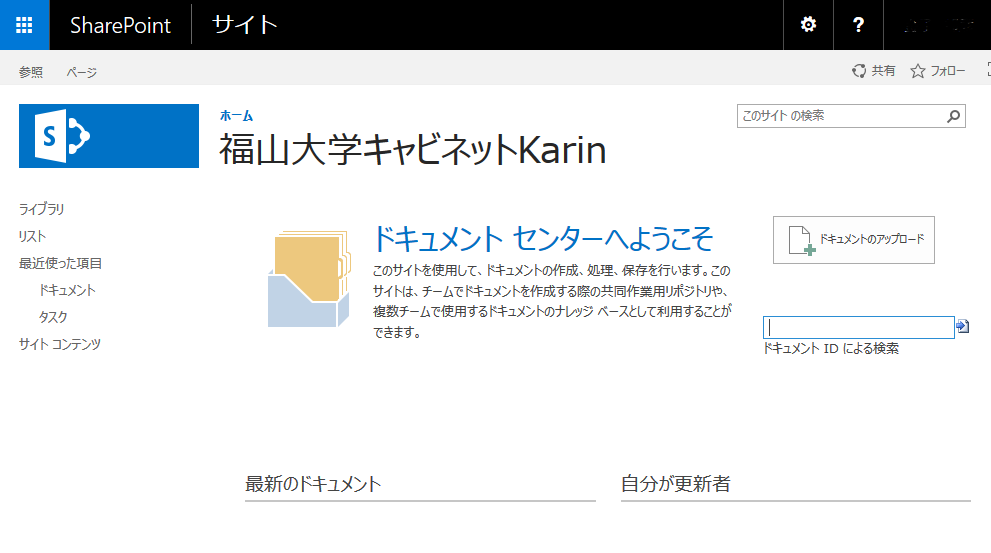 SharePoint サイト ?
参照 ページ 共有 フォロー
S
ホーム
福山大学キャビネットKarin
このサイトの検索
ライブラリ
リスト
最近使った項目
ドキュメント
タスク
サイト コンテンツ
ドキュメント センターへようこそ
このサイトを使用して、ドキュメントの作成、処理、保存を行います。この
サイトは、チームでドキュメントを作成する際の共同作業用リポジトリや、
複数チームで使用するドキュメントのナレッジ ベースとして利用することが
できます。
ドキュメントのアップロード
ドキュメント ID による検索
最新のドキュメント
自分が更新者